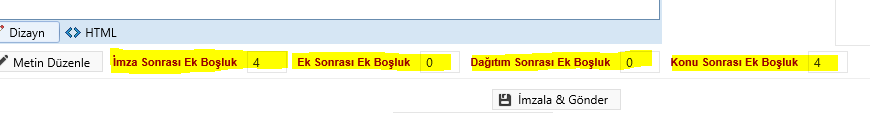 Dizayn HTML
Metin Düzenle İmza Sonrası Ek Boşluk 4 Ek Sonrası Ek Boşluk 0 Dağıtım Sonrası Ek Boşluk 0 Konu Sonrası Ek Boşluk 4
İmzala & Gönder